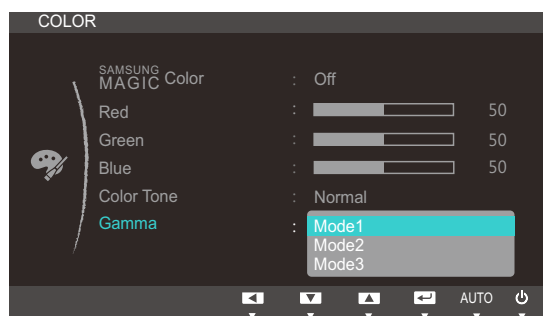 COLOR
SAMSUNG
MAGIC Color : Off
Red : 50
Green : 50
Blue : 50
Color Tone : Normal
Gamma : Mode1
Mode2
Mode3
AUTO